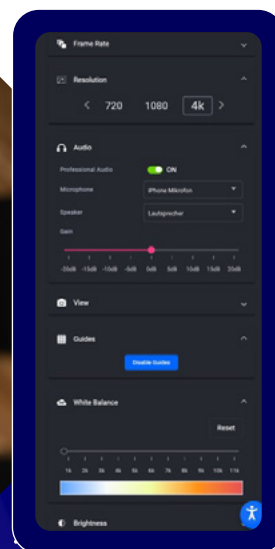 Frame Rate
Resolution
720 1080 4k
Audio
Professional Audio ON
Microphone iPhone Mikrofon
Speaker Lautsprecher
Gain
-20dB -15dB -10dB -5dB 0dB 5dB 10dB 15dB 20dB
View
Guides
Disable Guides
White Balance
Reset
1k 2k 3k 4k 5k 6k 7k 8k 9k 10k 11k
Brightness